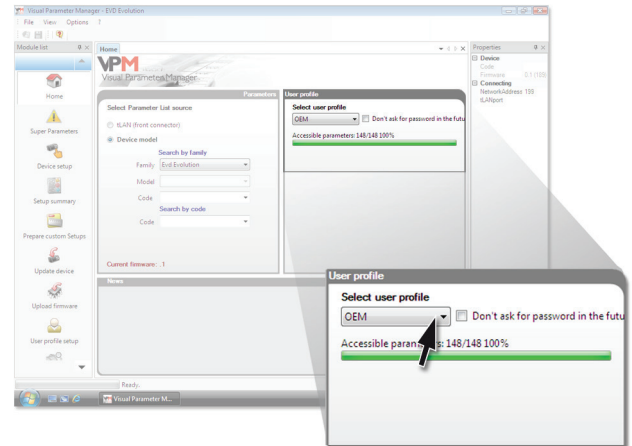 Visual Parameter Manager - EVD Evolution
File View Options ?
Module list
Home
Super Parameters
Device setup
Setup summary
Prepare custom Setups
Update device
Upload firmware
User profile setup
Home
VPM
Visual Parameter Manager
Parameters
Select Parameter List source
tLAN (front connector)
Device model
Search by family
Family Evd Evolution
Model
Code
Search by code
Code
Current firmware: .1
User profile
Select user profile
OEM Don't ask for password in the futu
Accessible parameters: 148/148 100%
News
Properties
Device
Code
Firmware
Connecting
NetworkAddress 193
tLANport
Ready.
Visual Parameter M...
User profile
Select user profile
OEM Don't ask for password in the futu
Accessible parameters: 148/148 100%